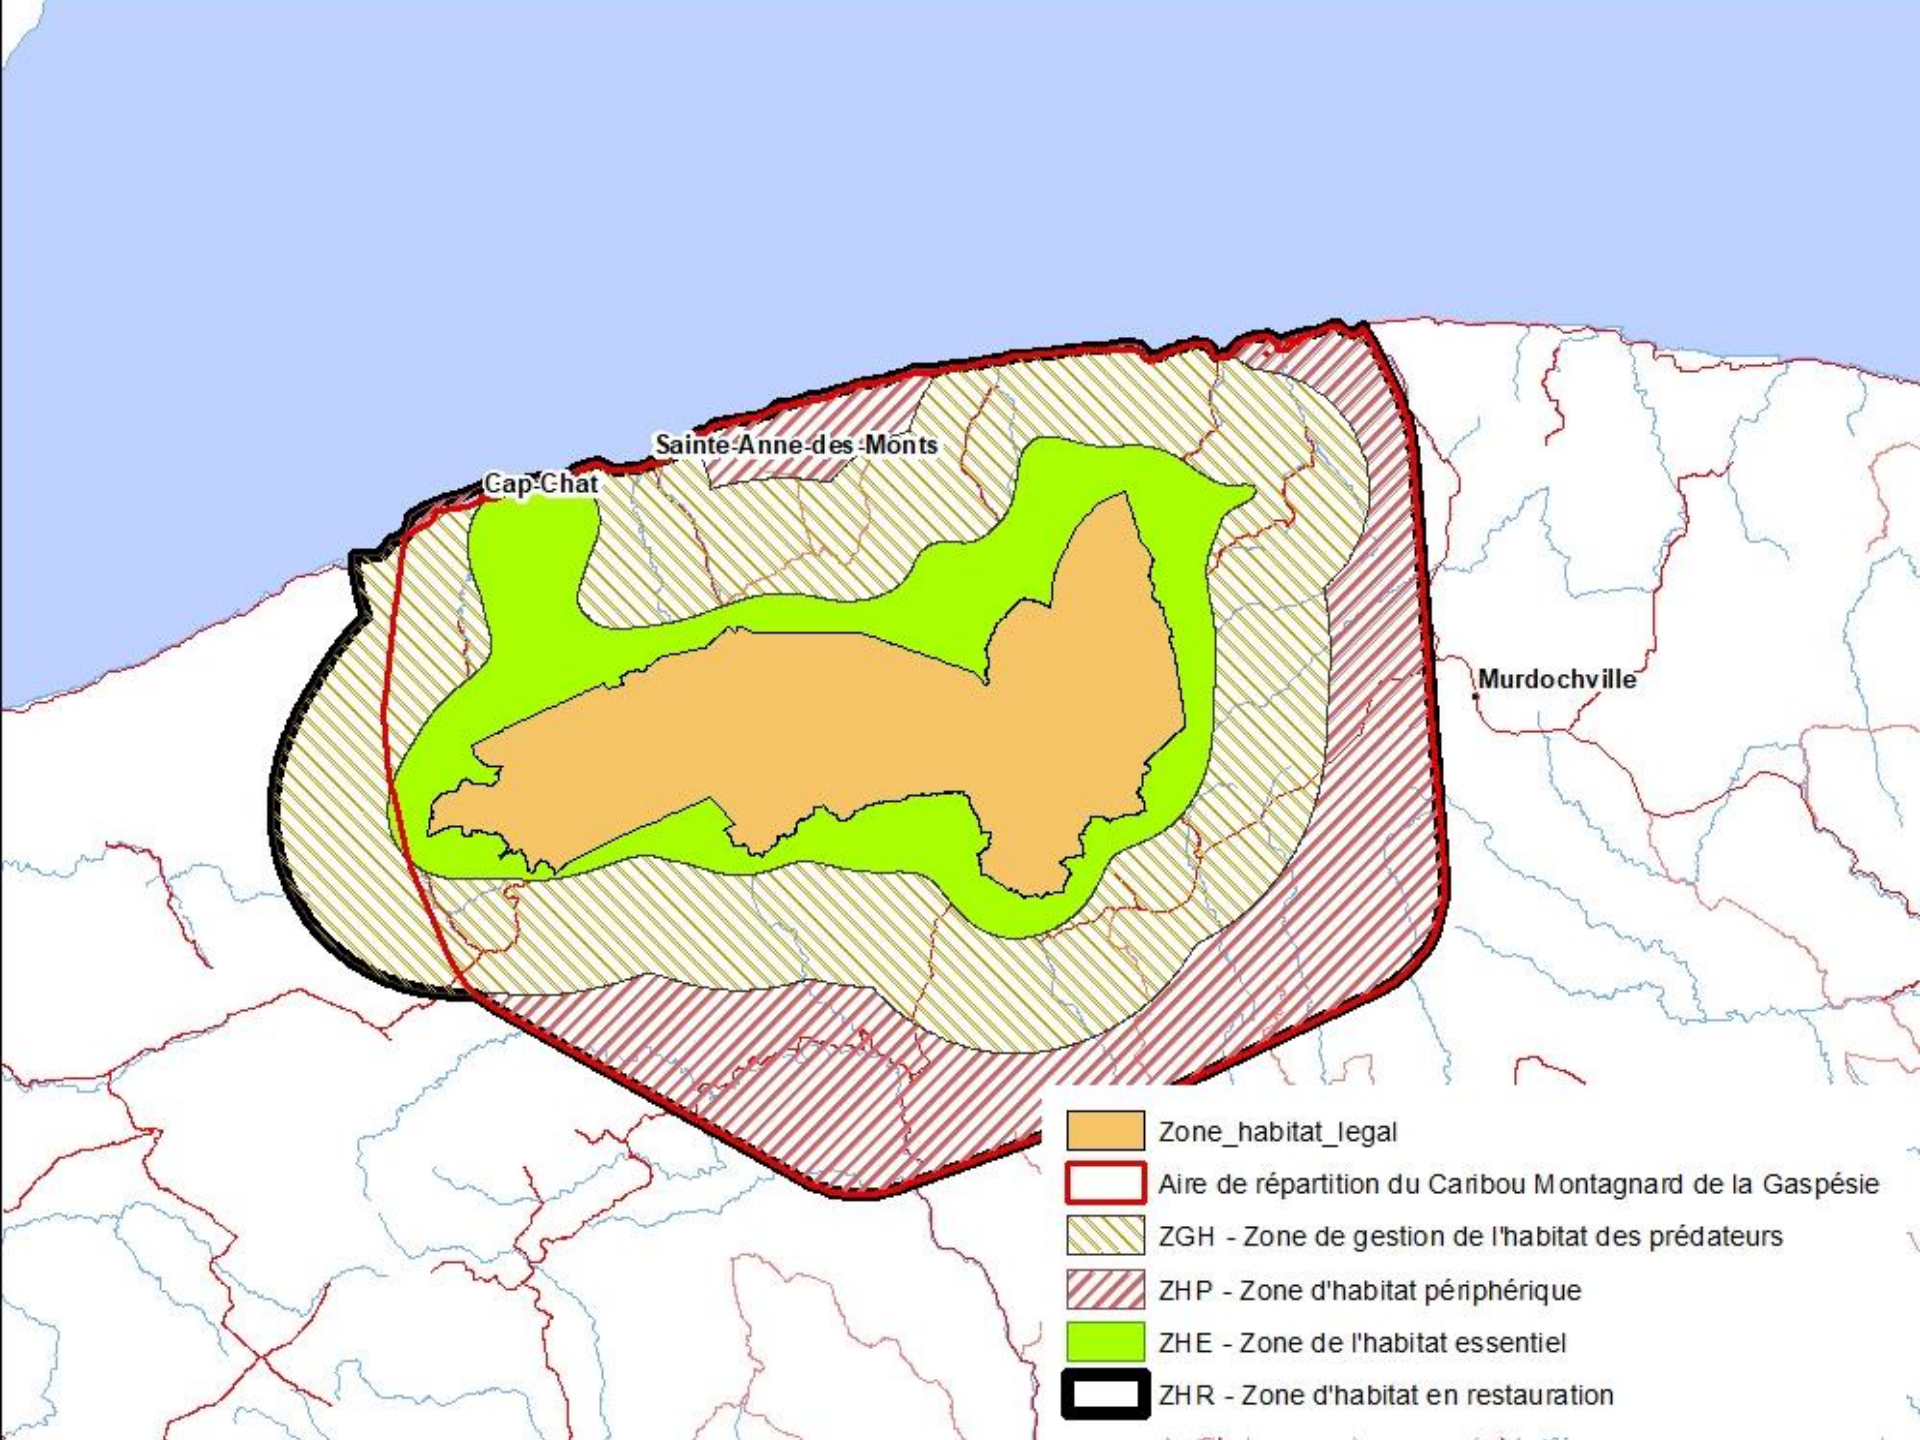 Sainte-Anne-des-Monts
Cap-Chat
Murdochville
Zone_habitat_legal
Aire de répartition du Caribou Montagnard de la Gaspésie
ZGH - Zone de gestion de l'habitat des prédateurs
ZHP - Zone d'habitat périphérique
ZHE - Zone de l'habitat essentiel
ZHR - Zone d'habitat en restauration